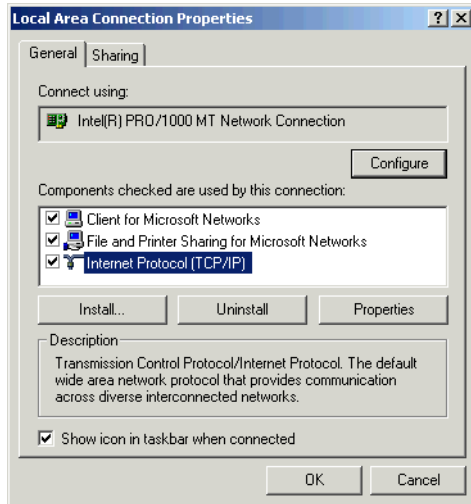 Local Area Connection Properties
General
Sharing
Connect using:
Intel(R) PRO/1000 MT Network Connection
Configure
Components checked are used by this connection:
Client for Microsoft Networks
File and Printer Sharing for Microsoft Networks
Internet Protocol (TCP/IP)
Install...
Uninstall
Properties
Description
Transmission Control Protocol/Internet Protocol. The default
wide area network protocol that provides communication
across diverse interconnected networks.
Show icon in taskbar when connected
OK
Cancel